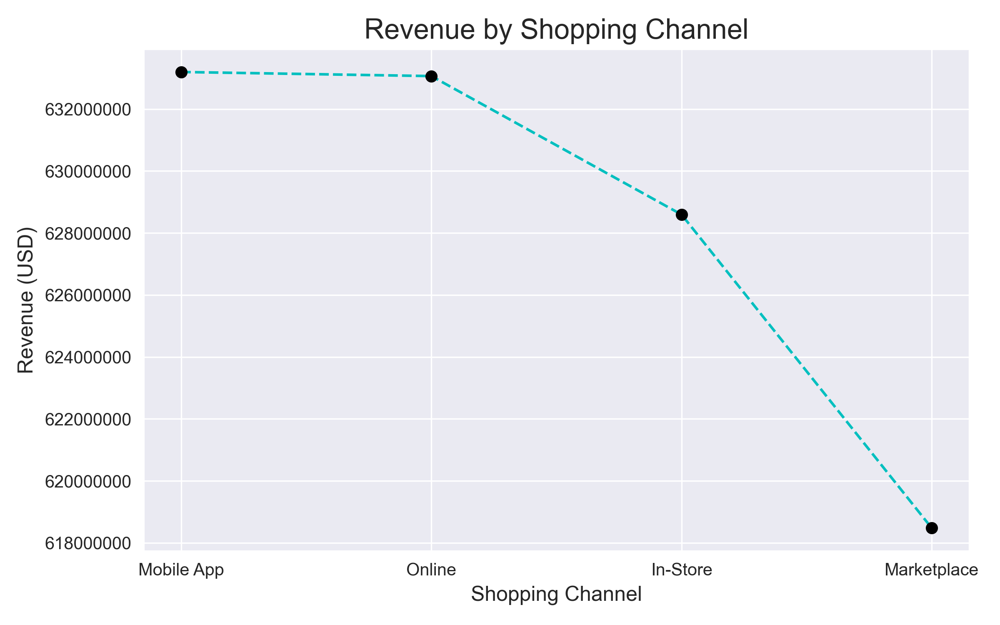 Revenue by Shopping Channel
Revenue (USD)
632000000
630000000
628000000
626000000
624000000
622000000
620000000
618000000
Mobile App
Online
In-Store
Marketplace
Shopping Channel